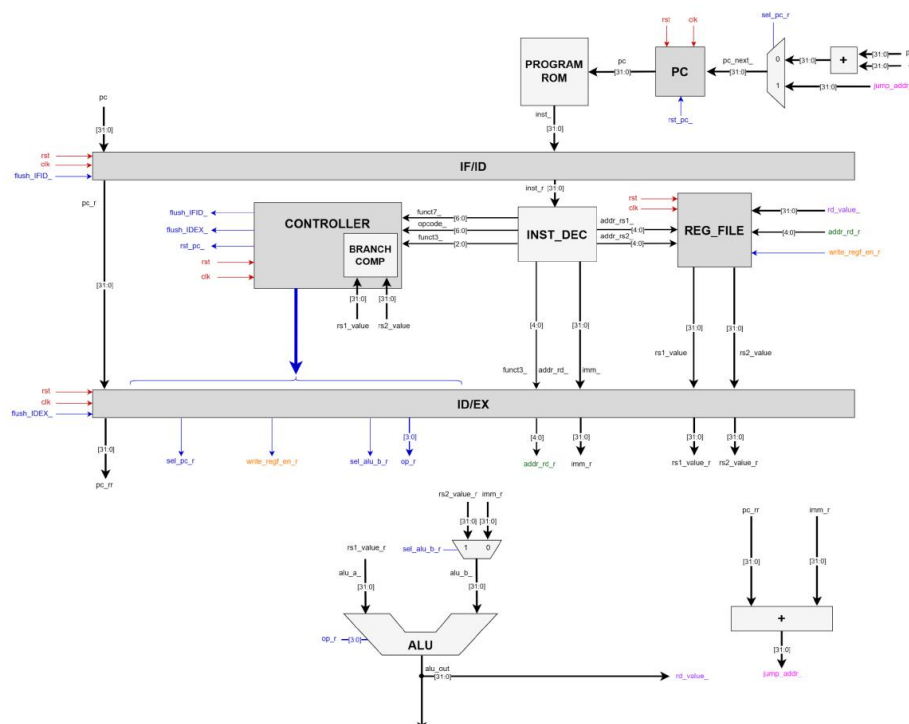 sel_pc_r
rst clk
PROGRAM ROM
pc
[31:0]
PC
pc_next_
[31:0]
0
1
[31:0]
+
[31:0]
[31:0]
[31:0]
jump_addr_
rst_pc_
inst_
[31:0]
pc
[31:0]
rst
clk
flush_IFID_
IF/ID
pc_r
inst_r
[31:0]
flush_IFID_
flush_IDEX_
rst_pc_
rst
clk
CONTROLLER
BRANCH COMP
[31:0] [31:0]
rs1_value rs2_value
funct7_
[6:0]
opcode_
[6:0]
funct3_
[2:0]
INST_DEC
addr_rs1_
[4:0]
addr_rs2_
[4:0]
rst
clk
REG_FILE
[31:0]
rd_value_
[4:0]
addr_rd_r
write_regf_en_r
[31:0]
[4:0] [31:0]
[31:0] [31:0]
funct3_ addr_rd_ imm_
rs1_value rs2_value
rst
clk
flush_IDEX_
ID/EX
[31:0]
[3:0]
[4:0] [31:0]
[31:0] [31:0]
pc_rr
sel_pc_r
write_regf_en_r
sel_alu_b_r
op_r
addr_rd_r
imm_r
rs1_value_r rs2_value_r
rs2_value_r imm_r
[31:0] [31:0]
sel_alu_b_r
1 0
rs1_value_r
alu_a_
[31:0]
alu_b_
[31:0]
op_r
[3:0]
ALU
alu_out
[31:0]
rd_value_
pc_rr imm_r
[31:0] [31:0]
+
[31:0]
jump_addr_